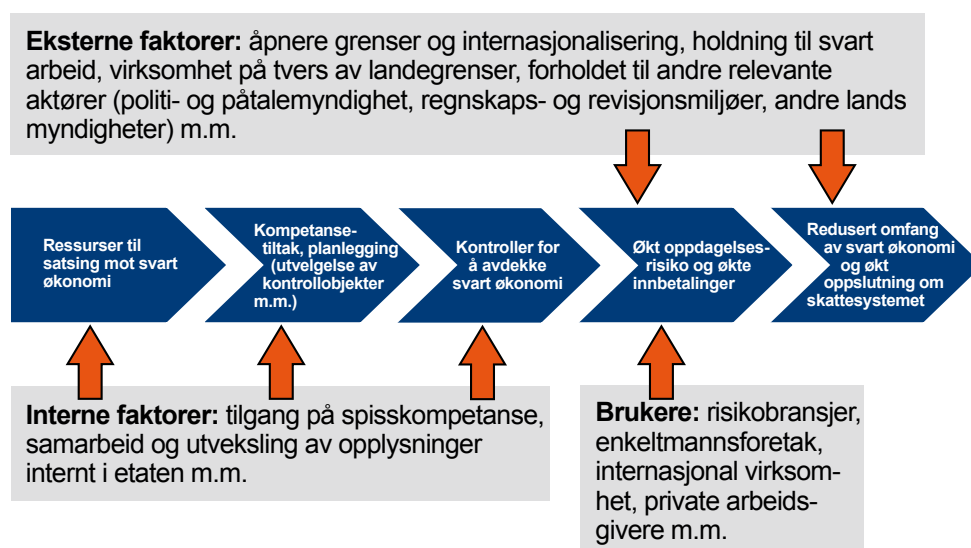 Eksterne faktorer: åpnere grenser og internasjonalisering, holdning til svart
arbeid, virksomhet på tvers av landegrenser, forholdet til andre relevante
aktører (politi- og påtalemyndighet, regnskaps- og revisjonsmiljøer, andre lands
myndigheter) m.m.
Ressurser til
satsing mot svart
økonomi
Kompetanse-
tiltak, planlegging
(utvelgelse av
kontrollobjekter
m.m.)
Kontroller for
å avdekke
svart økonomi
Økt oppdagelses-
risiko og økte
innbetalinger
Redusert omfang
av svart økonomi
og økt
oppslutning om
skattesystemet
Interne faktorer: tilgang på spisskompetanse,
samarbeid og utveksling av opplysninger
internt i etaten m.m.
Brukere: risikobransjer,
enkeltmannsforetak,
internasjonal virksom-
het, private arbeids-
givere m.m.